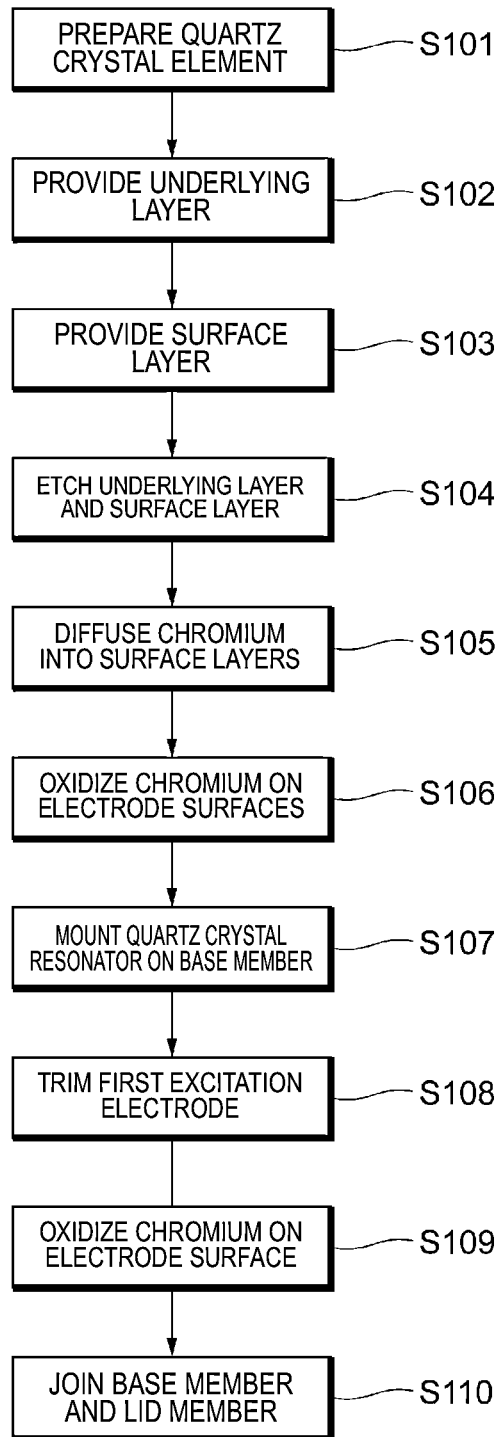 PREPARE QUARTZ
CRYSTAL ELEMENT
S101
PROVIDE UNDERLYING
LAYER
S102
PROVIDE SURFACE
LAYER
S103
ETCH UNDERLYING LAYER
AND SURFACE LAYER
S104
DIFFUSE CHROMIUM
INTO SURFACE LAYERS
S105
OXIDIZE CHROMIUM ON
ELECTRODE SURFACES
S106
MOUNT QUARTZ CRYSTAL
RESONATOR ON BASE MEMBER
S107
TRIM FIRST EXCITATION
ELECTRODE
S108
OXIDIZE CHROMIUM ON
ELECTRODE SURFACE
S109
JOIN BASE MEMBER
AND LID MEMBER
S110